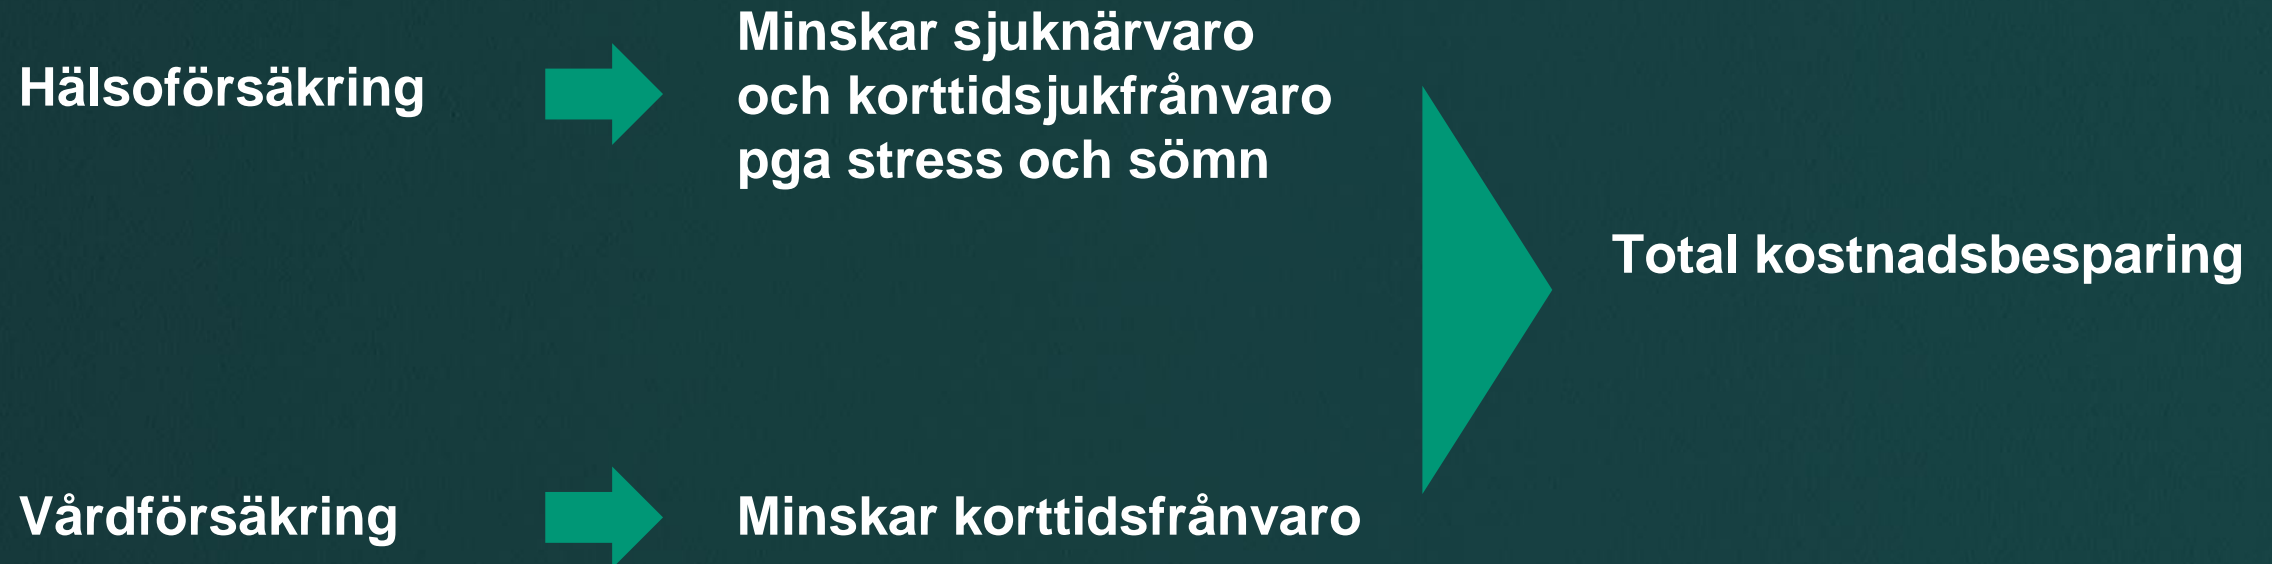 Hälsoförsäkring
Minskar sjuknärvaro
och korttidsjukfrånvaro
pga stress och sömn
Total kostnadsbesparing
Vårdförsäkring
Minskar korttidsfrånvaro